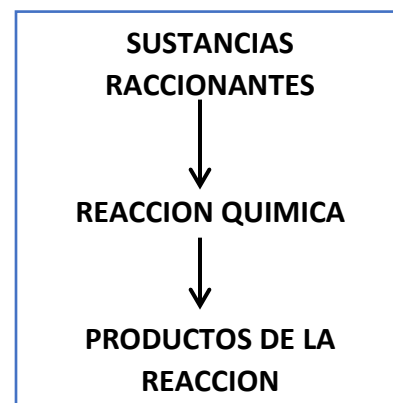 SUSTANCIAS
RACCIONANTES
REACCION QUIMICA
PRODUCTOS DE LA
REACCION